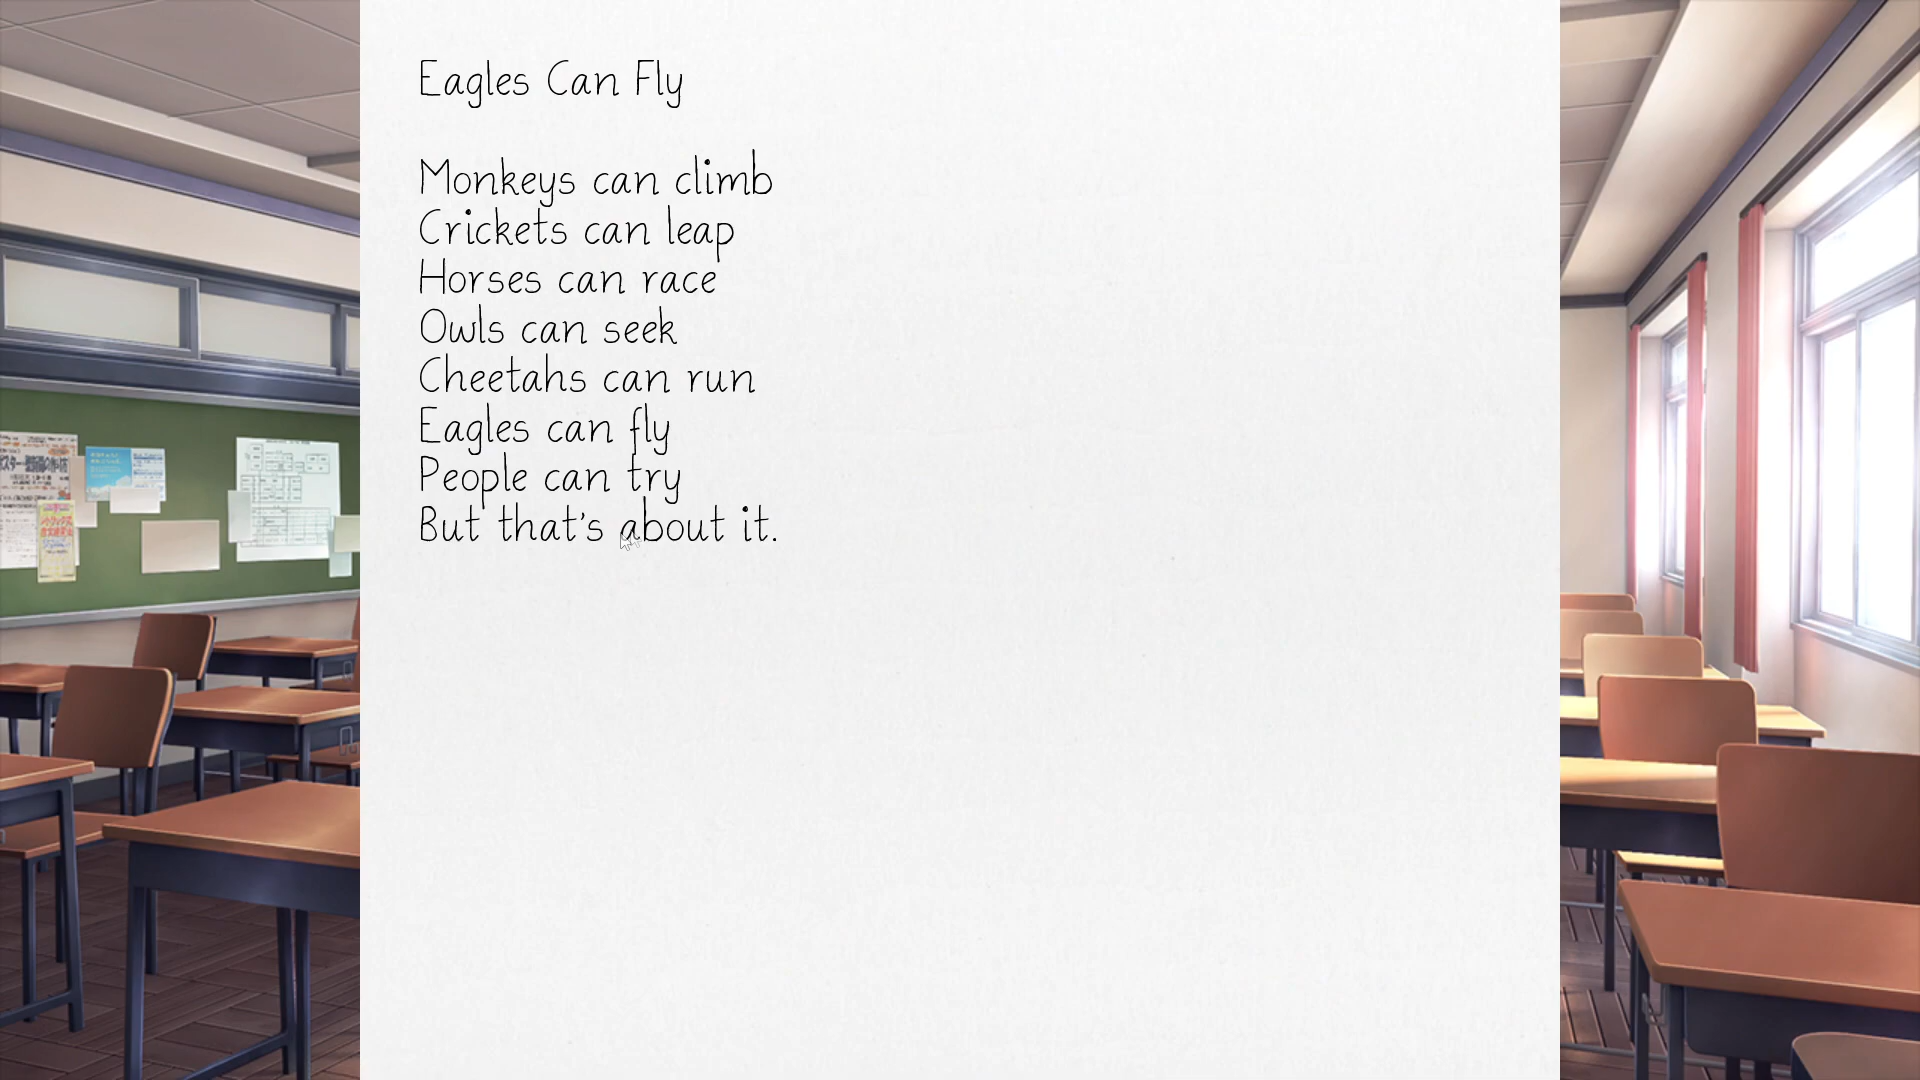 Eagles Can Fly
Monkeys can climb
Crickets can leap
Horses can race
Owls can seek
Cheetahs can run
Eagles can fly
People can try
But that's about it.